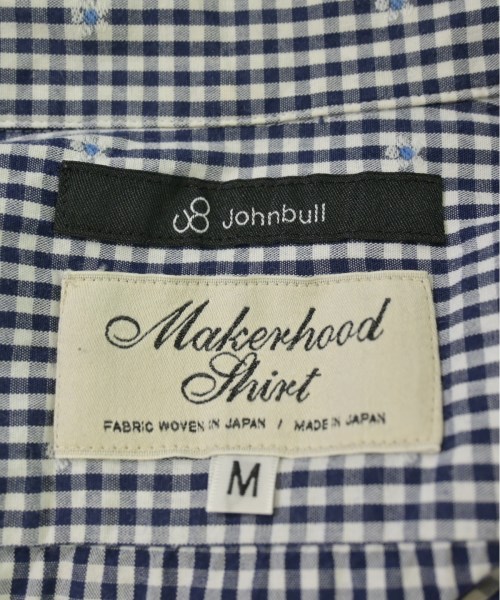 Johnbull
Makerhood
Shirt
FABRIC WOVEN IN JAPAN / MADE IN JAPAN
M